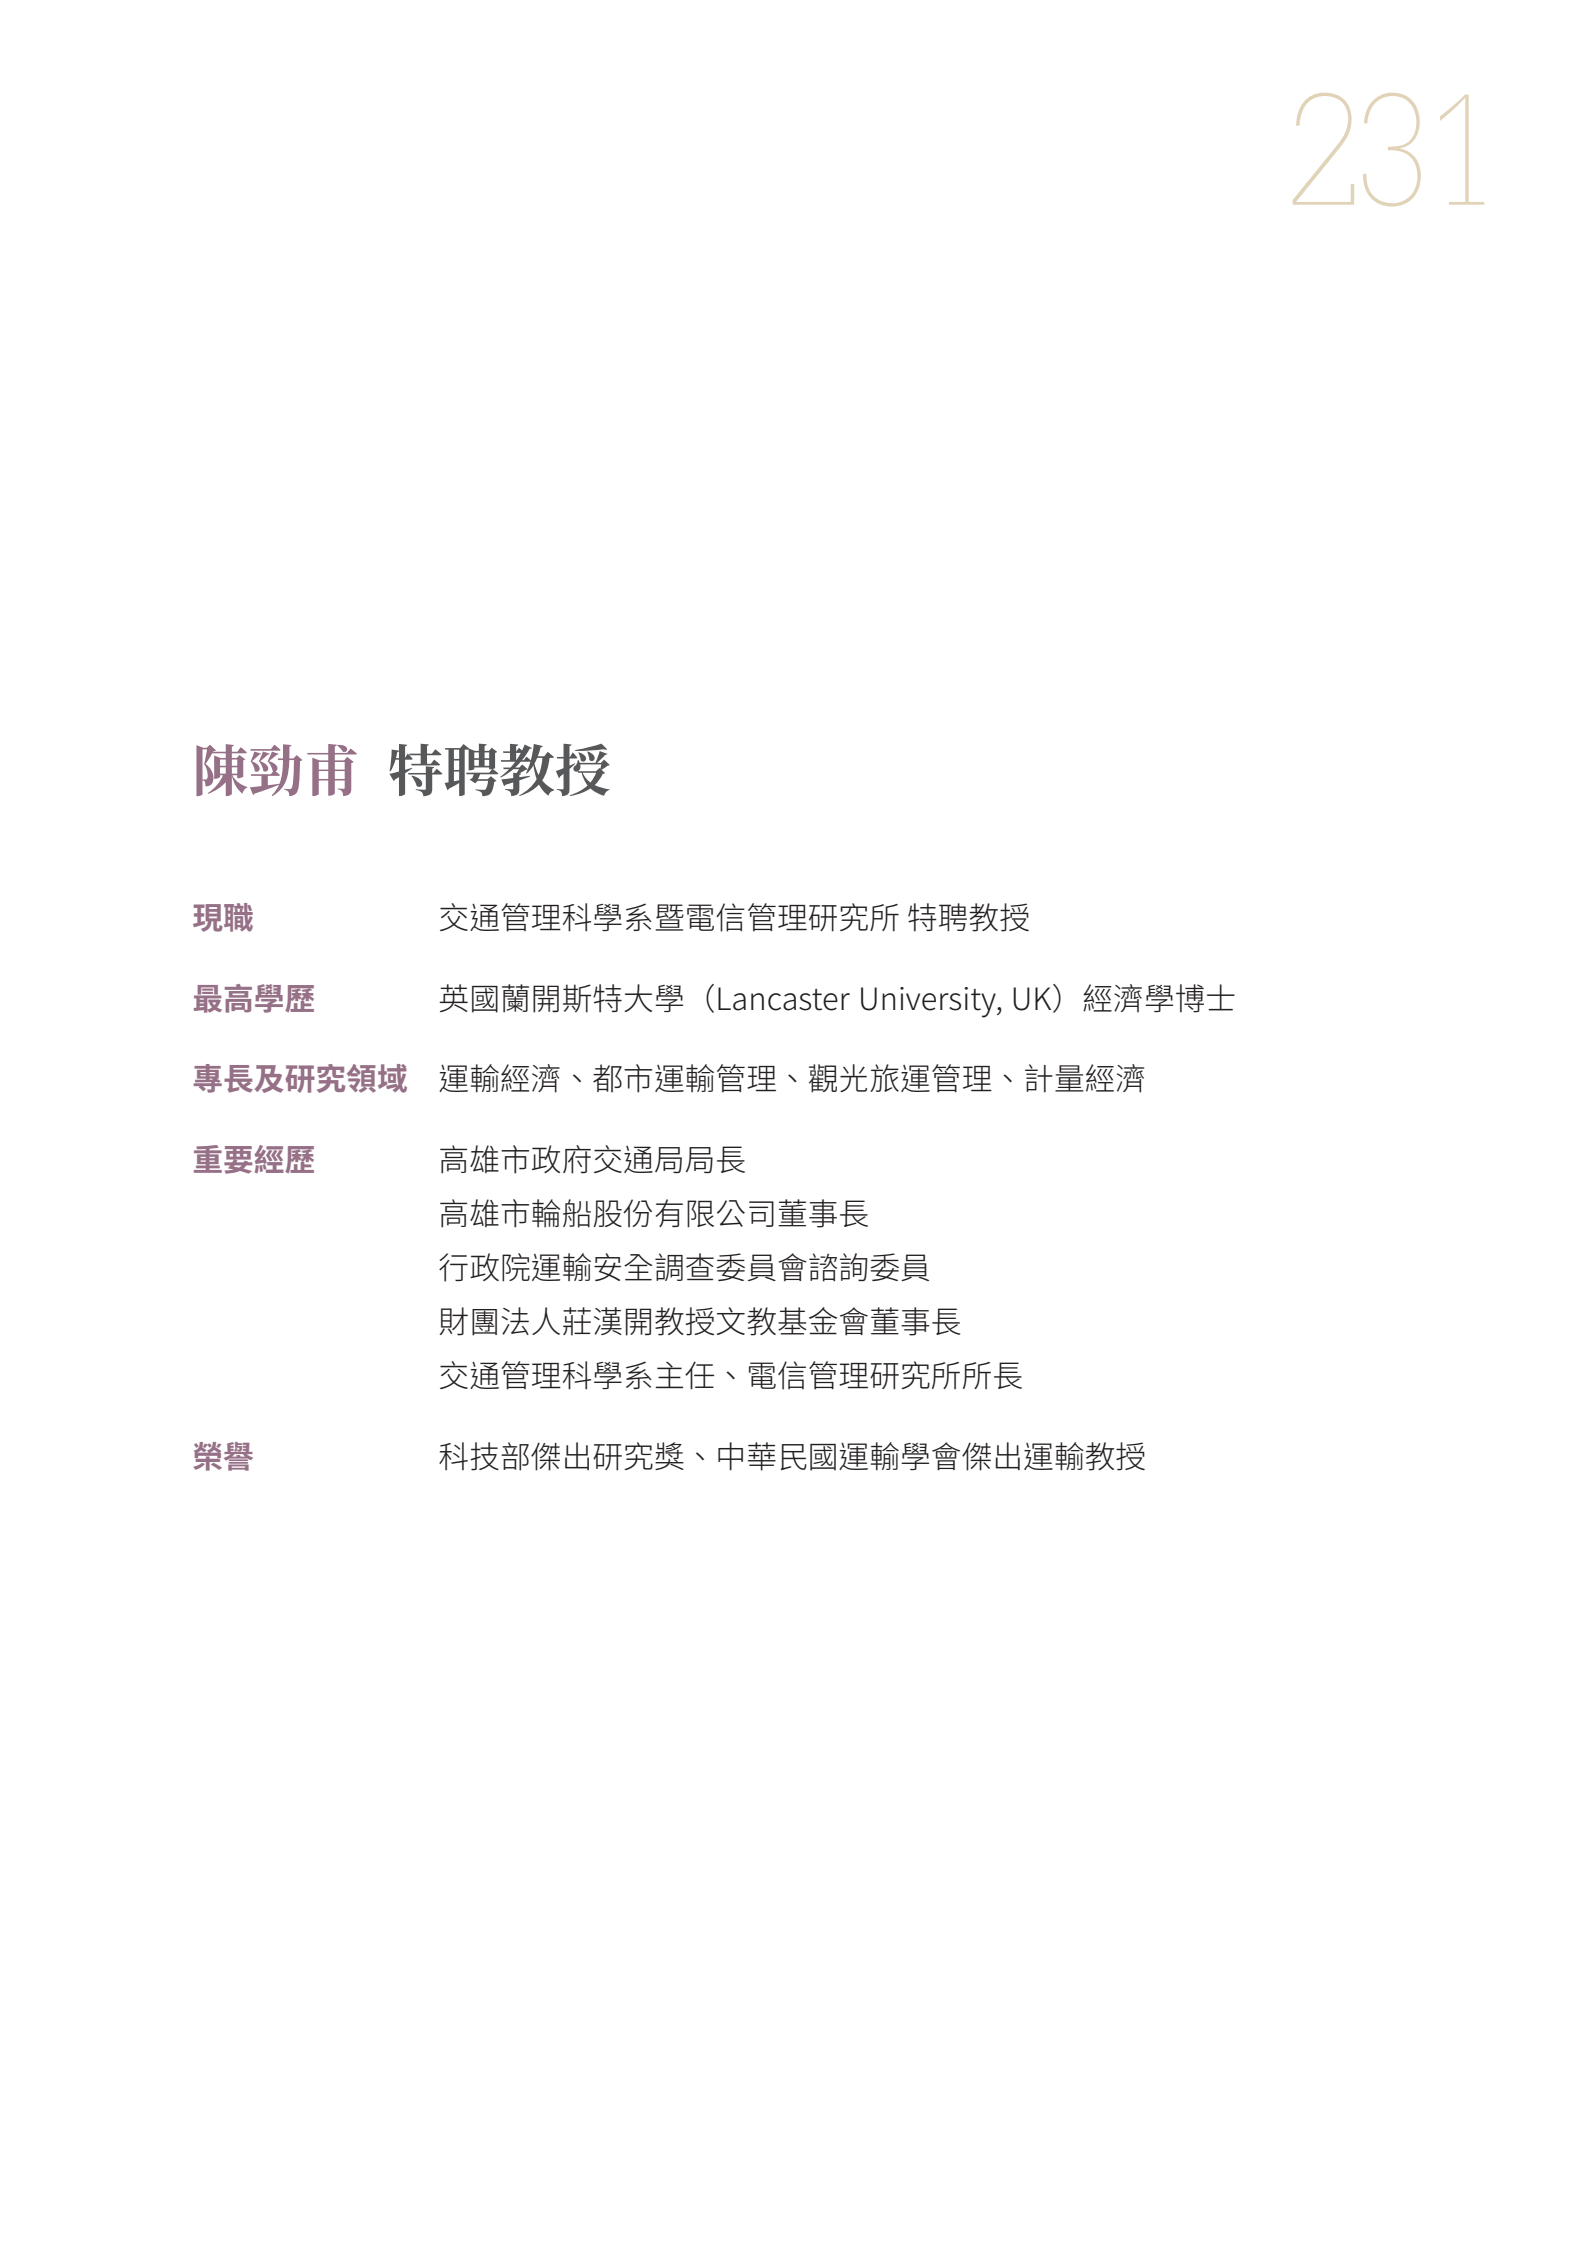 231
陳勁甫 特聘教授
現職 交通管理科學系暨電信管理研究所 特聘教授
最高學歷 英國蘭開斯特大學（Lancaster University, UK）經濟學博士
專長及研究領域 運輸經濟、都市運輸管理、觀光旅運管理、計量經濟
重要經歷 高雄市政府交通局局長
高雄市輪船股份有限公司董事長
行政院運輸安全調查委員會諮詢委員
財團法人莊漢開教授文教基金會董事長
交通管理科學系主任、電信管理研究所所長
榮譽 科技部傑出研究獎、中華民國運輸學會傑出運輸教授